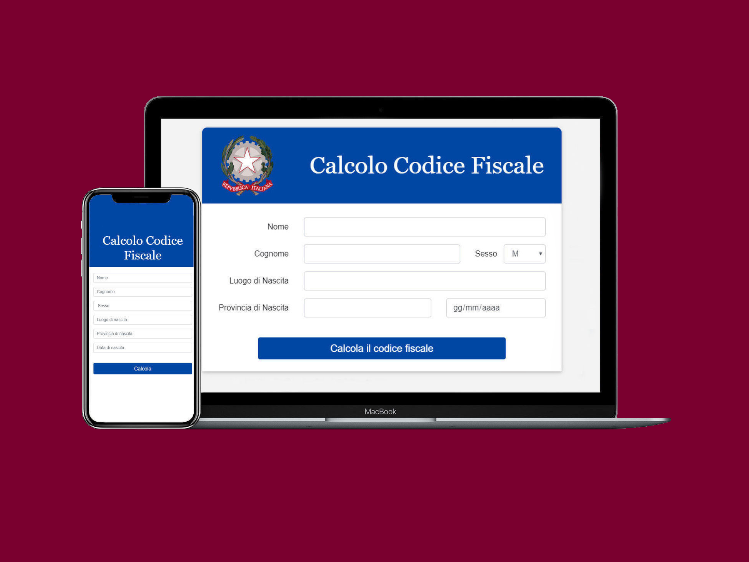 REPVBBLICA ITALIANA
Calcolo Codice Fiscale
Nome
Cognome
Sesso
M
Luogo di Nascita
Provincia di Nascita
gg/mm/aaaa
Calcola il codice fiscale
MacBook
Calcolo Codice
Fiscale
Nome
Cognome
Sesso
Luogo di nascita
Provincia di nascita
Data di nascita
Calcola